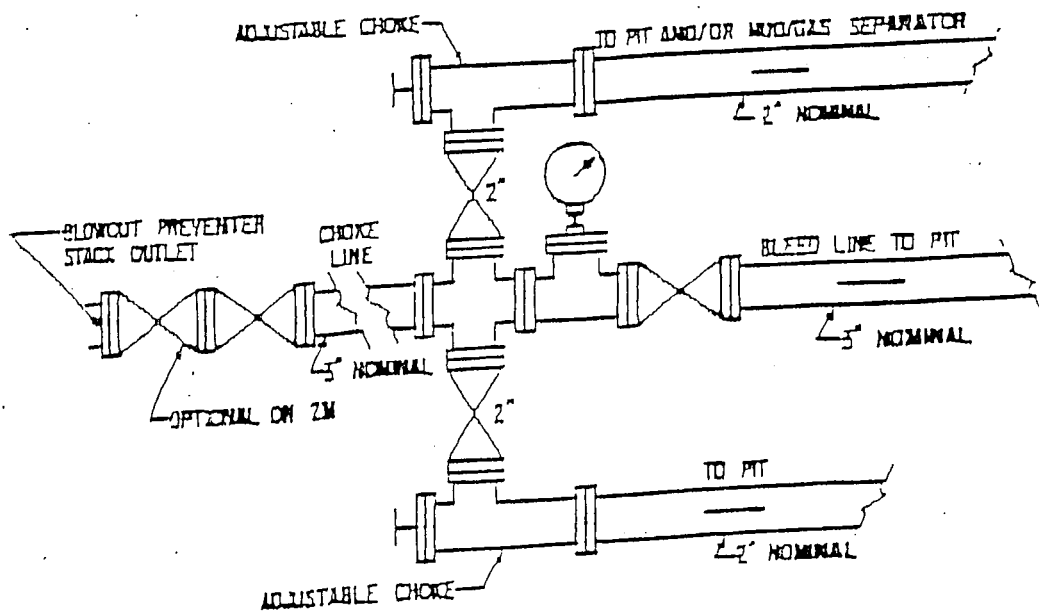 ADJUSTABLE CHOKE
TO PIT AND/OR MUD/GAS SEPARATOR
2" NOMINAL
2"
BLOWOUT PREVENTER
STACK OUTLET
CHOKE
LINE
BLEED LINE TO PIT
3" NOMINAL
3" NOMINAL
OPTIONAL ON 2M
2"
TO PIT
2" NOMINAL
ADJUSTABLE CHOKE